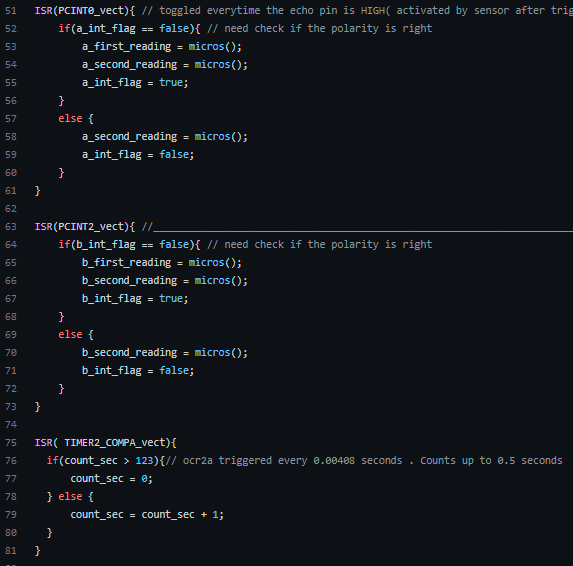 51 ISR(PCINT0_vect){ // toggled everytime the echo pin is HIGH( activated by sensor after
52 if(a_int_flag == false){ // need check if the polarity is right
53 a_first_reading = micros();
54 a_second_reading = micros();
55 a_int_flag = true;
56 }
57 else {
58 a_second_reading = micros();
59 a_int_flag = false;
60 }
61 }
62
63 ISR(PCINT2_vect){ //______________________________________________________________________
64 if(b_int_flag == false){ // need check if the polarity is right
65 b_first_reading = micros();
66 b_second_reading = micros();
67 b_int_flag = true;
68 }
69 else {
70 b_second_reading = micros();
71 b_int_flag = false;
72 }
73 }
74
75 ISR( TIMER2_COMPA_vect){
76 if(count_sec > 123){// ocr2a triggered every 0.00408 seconds . Counts up to 0.5 seconds
77 count_sec = 0;
78 } else {
79 count_sec = count_sec + 1;
80 }
81 }